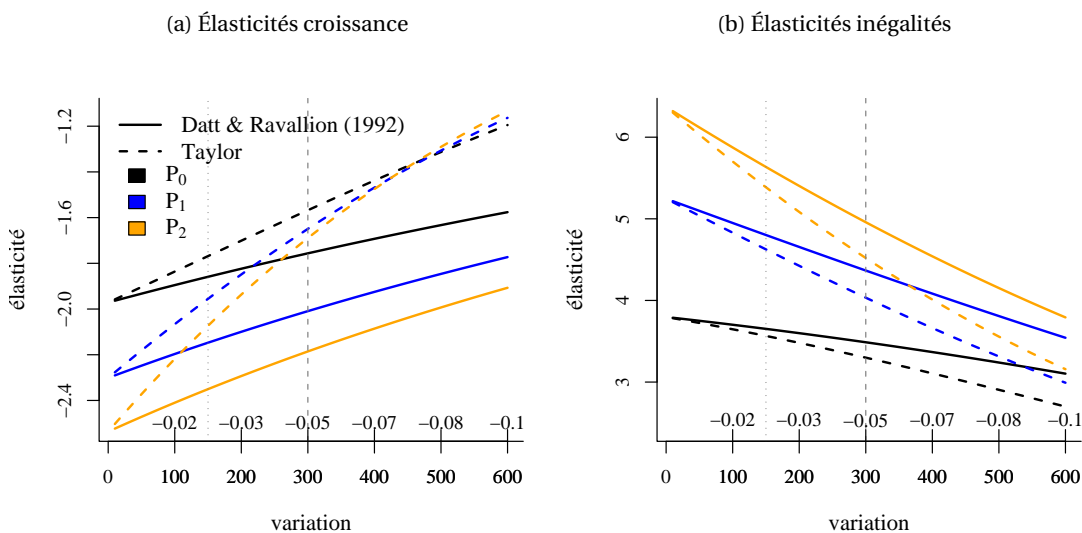 (a) Élasticités croissance
élasticité
−1.2
−1.6
−2.0
−2.4
Datt & Ravallion (1992)
Taylor
P0
P1
P2
−0.02 −0.03 −0.05 −0.07 −0.08 −0.1
0 100 200 300 400 500 600
variation
(b) Élasticités inégalités
élasticité
6
5
4
3
−0.02 −0.03 −0.05 −0.07 −0.08 −0.1
0 100 200 300 400 500 600
variation